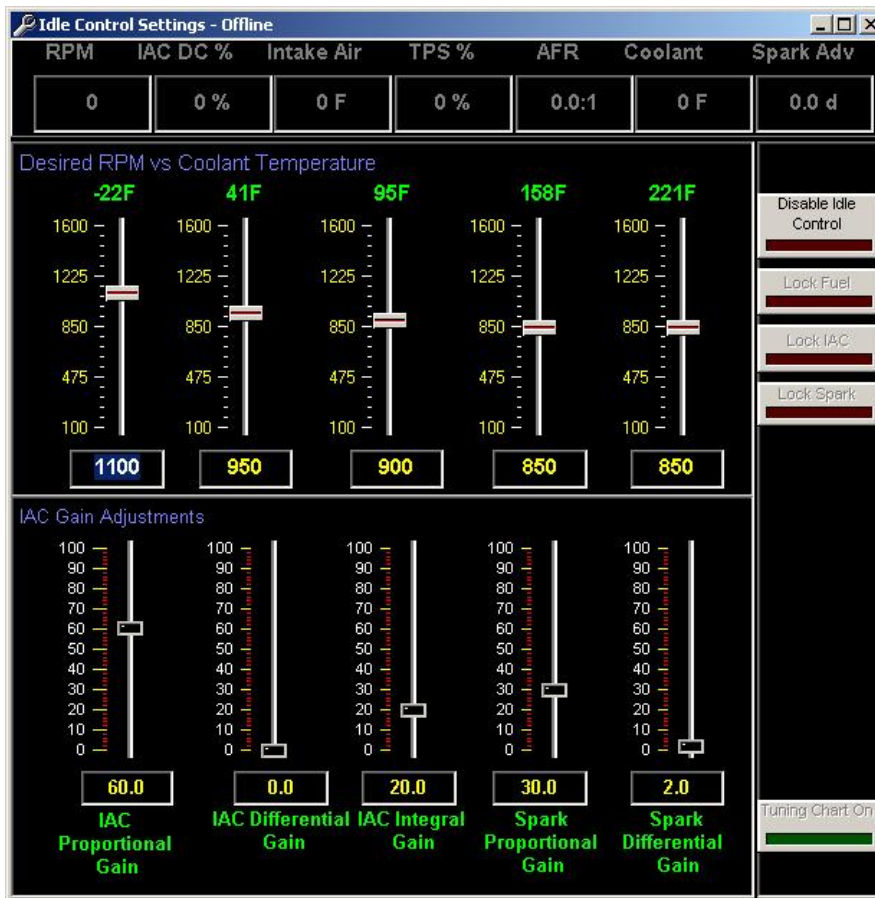 Idle Control Settings - Offline
RPM IAC DC % Intake Air TPS % AFR Coolant Spark Adv
0 0 % 0 F 0 % 0.0:1 0 F 0.0 d
Desired RPM vs Coolant Temperature
-22F 41F 95F 158F 221F
1600 1600 1600 1600 1600
1225 1225 1225 1225 1225
850 850 850 850 850
475 475 475 475 475
100 100 100 100 100
1100 950 900 850 850
Disable Idle
Control
Lock Fuel
Lock IAC
Lock Spark
IAC Gain Adjustments
100 100 100 100 100
90 90 90 90 90
80 80 80 80 80
70 70 70 70 70
60 60 60 60 60
50 50 50 50 50
40 40 40 40 40
30 30 30 30 30
20 20 20 20 20
10 10 10 10 10
0 0 0 0 0
60.0 0.0 20.0 30.0 2.0
IAC
Proportional
Gain
IAC Differential
Gain
IAC Integral
Gain
Spark
Proportional
Gain
Spark
Differential
Gain
Tuning Chart On